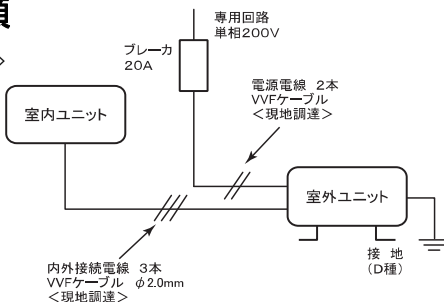 専用回路
単相200V
ブレーカ
20A
電源電線 2本
VVFケーブル
<現地調達>
室内ユニット
室外ユニット
接 地
(D種)
内外接続電線 3本
VVFケーブル φ2.0mm
<現地調達>